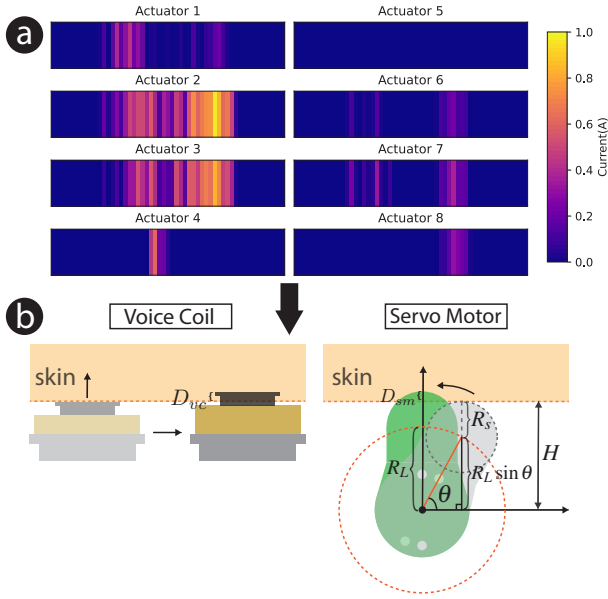 a
Actuator 1
Actuator 5
Actuator 2
Actuator 6
Actuator 3
Actuator 7
Actuator 4
Actuator 8
1.0
0.8
0.6
0.4
0.2
0.0
Current(A)
b
Voice Coil
Servo Motor
skin
D_vc
skin
D_sm
R_s
R_L
R_L sin θ
H
θ